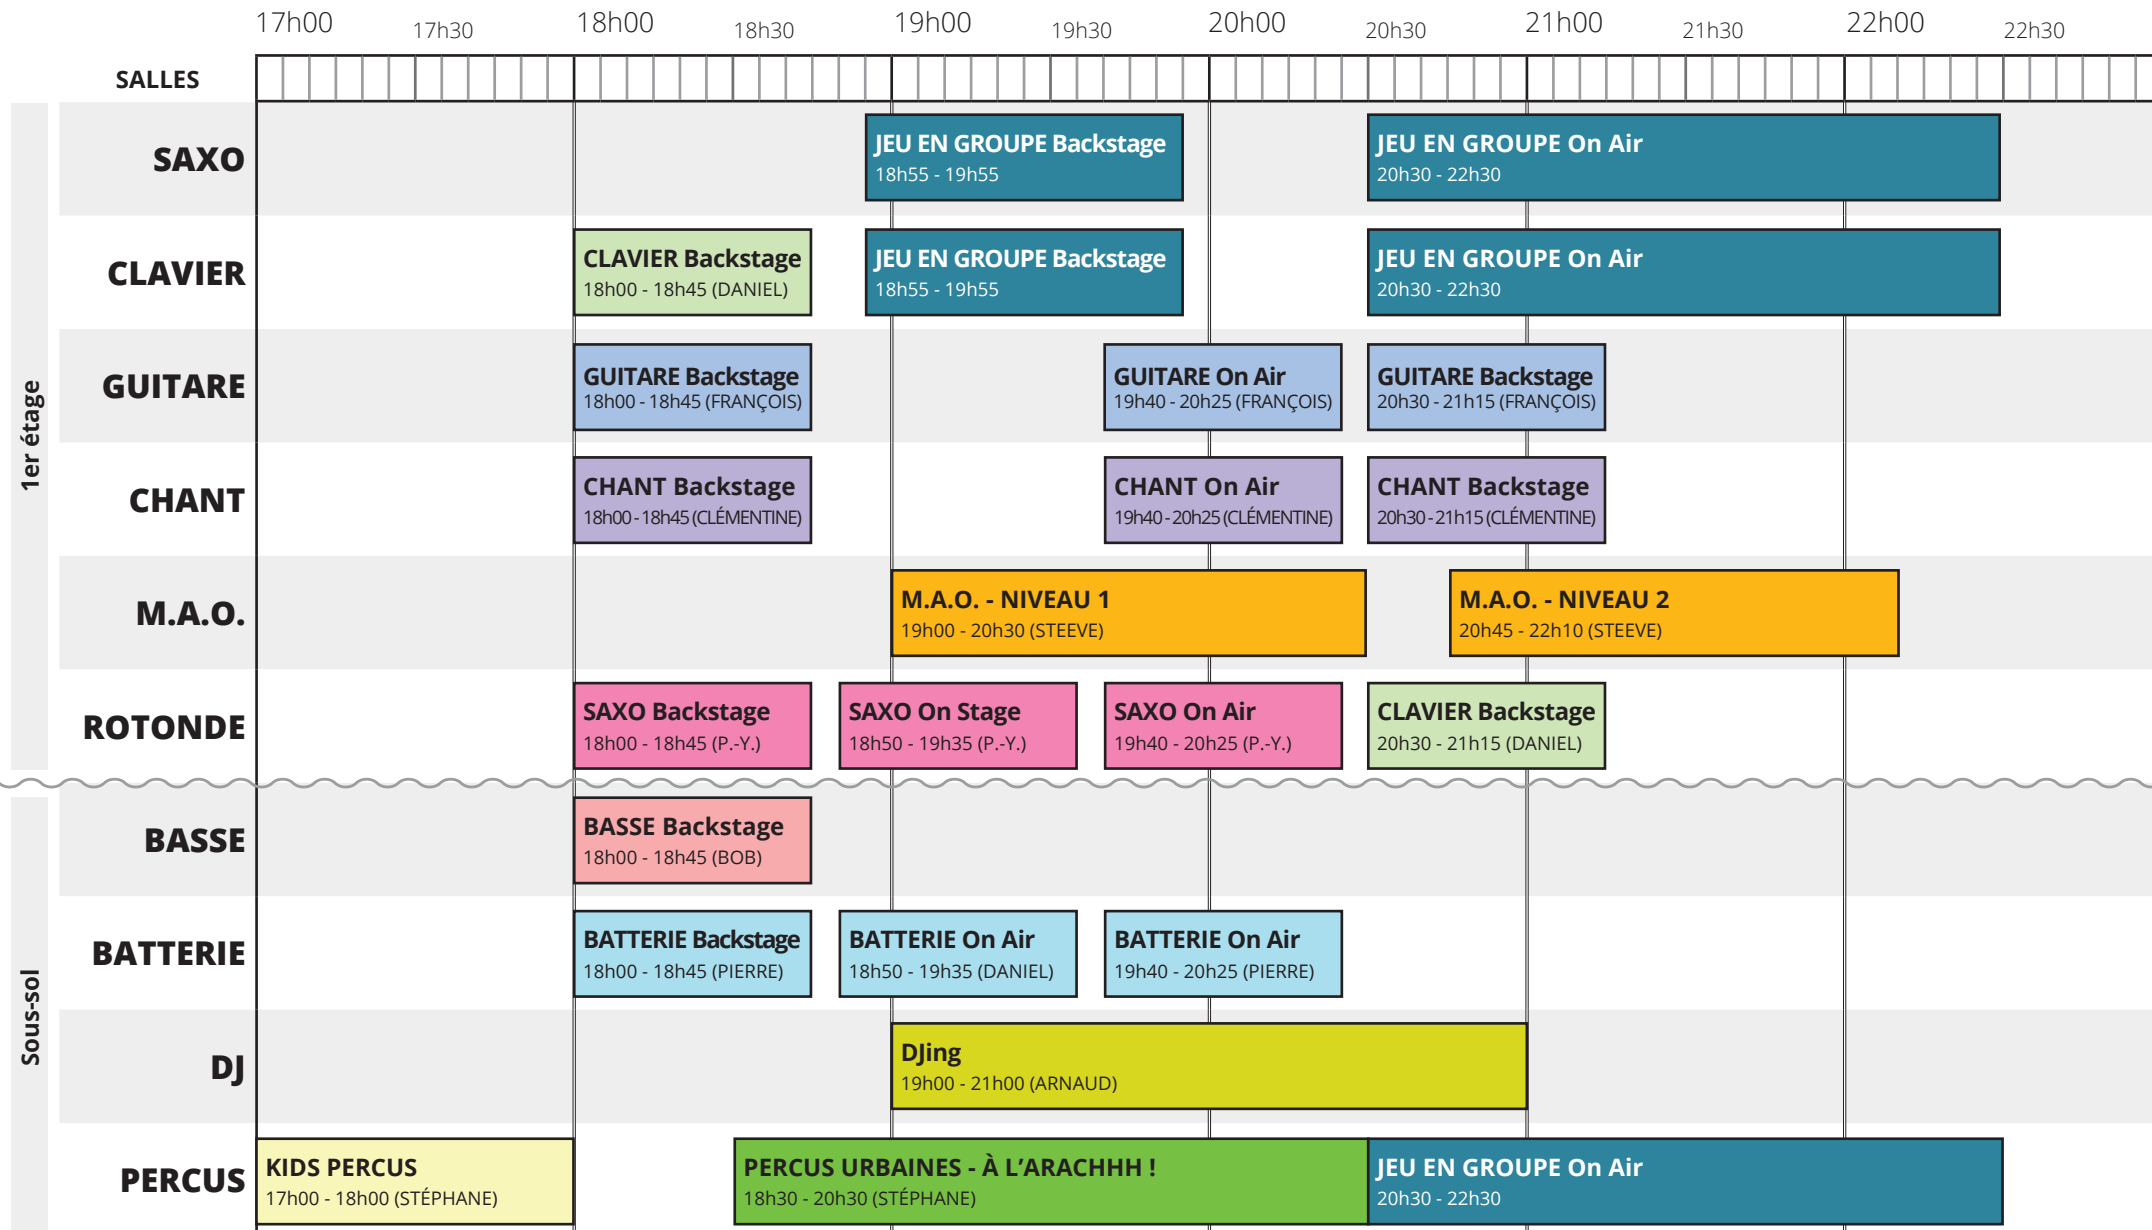 17h00 17h30 18h00 18h30 19h00 19h30 20h00 20h30 21h00 21h30 22h00 22h30
SALLES
1er étage
SAXO
JEU EN GROUPE Backstage
18h55 - 19h55
JEU EN GROUPE On Air
20h30 - 22h30
CLAVIER
CLAVIER Backstage
18h00 - 18h45 (DANIEL)
JEU EN GROUPE Backstage
18h55 - 19h55
JEU EN GROUPE On Air
20h30 - 22h30
GUITARE
GUITARE Backstage
18h00 - 18h45 (FRANÇOIS)
GUITARE On Air
19h40 - 20h25 (FRANÇOIS)
GUITARE Backstage
20h30 - 21h15 (FRANÇOIS)
CHANT
CHANT Backstage
18h00 - 18h45 (CLÉMENTINE)
CHANT On Air
19h40 - 20h25 (CLÉMENTINE)
CHANT Backstage
20h30 - 21h15 (CLÉMENTINE)
M.A.O.
M.A.O. - NIVEAU 1
19h00 - 20h30 (STEEVE)
M.A.O. - NIVEAU 2
20h45 - 22h10 (STEEVE)
ROTONDE
SAXO Backstage
18h00 - 18h45 (P.-Y.)
SAXO On Stage
18h50 - 19h35 (P.-Y.)
SAXO On Air
19h40 - 20h25 (P.-Y.)
CLAVIER Backstage
20h30 - 21h15 (DANIEL)
Sous-sol
BASSE
BASSE Backstage
18h00 - 18h45 (BOB)
BATTERIE
BATTERIE Backstage
18h00 - 18h45 (PIERRE)
BATTERIE On Air
18h50 - 19h35 (DANIEL)
BATTERIE On Air
19h40 - 20h25 (PIERRE)
DJ
DJing
19h00 - 21h00 (ARNAUD)
PERCUS
KIDS PERCUS
17h00 - 18h00 (STÉPHANE)
PERCUS URBAINES - À L'ARACHHH !
18h30 - 20h30 (STÉPHANE)
JEU EN GROUPE On Air
20h30 - 22h30